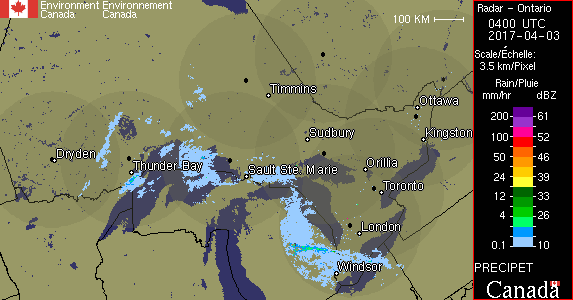 Environment Environnement
Canada Canada
100 KM
Timmins
Ottawa
Sudbury
Kingston
Dryden
Thunder Bay
Sault Ste. Marie
Orillia
Toronto
London
Windsor
Radar - Ontario
0400 UTC
2017-04-03
Scale/Échelle:
3.5 km/Pixel
Rain/Pluie
mm/hr dBZ
200 61
100 52
50 46
24 39
12 33
4 26
0.1 10
PRECIPET
Canada